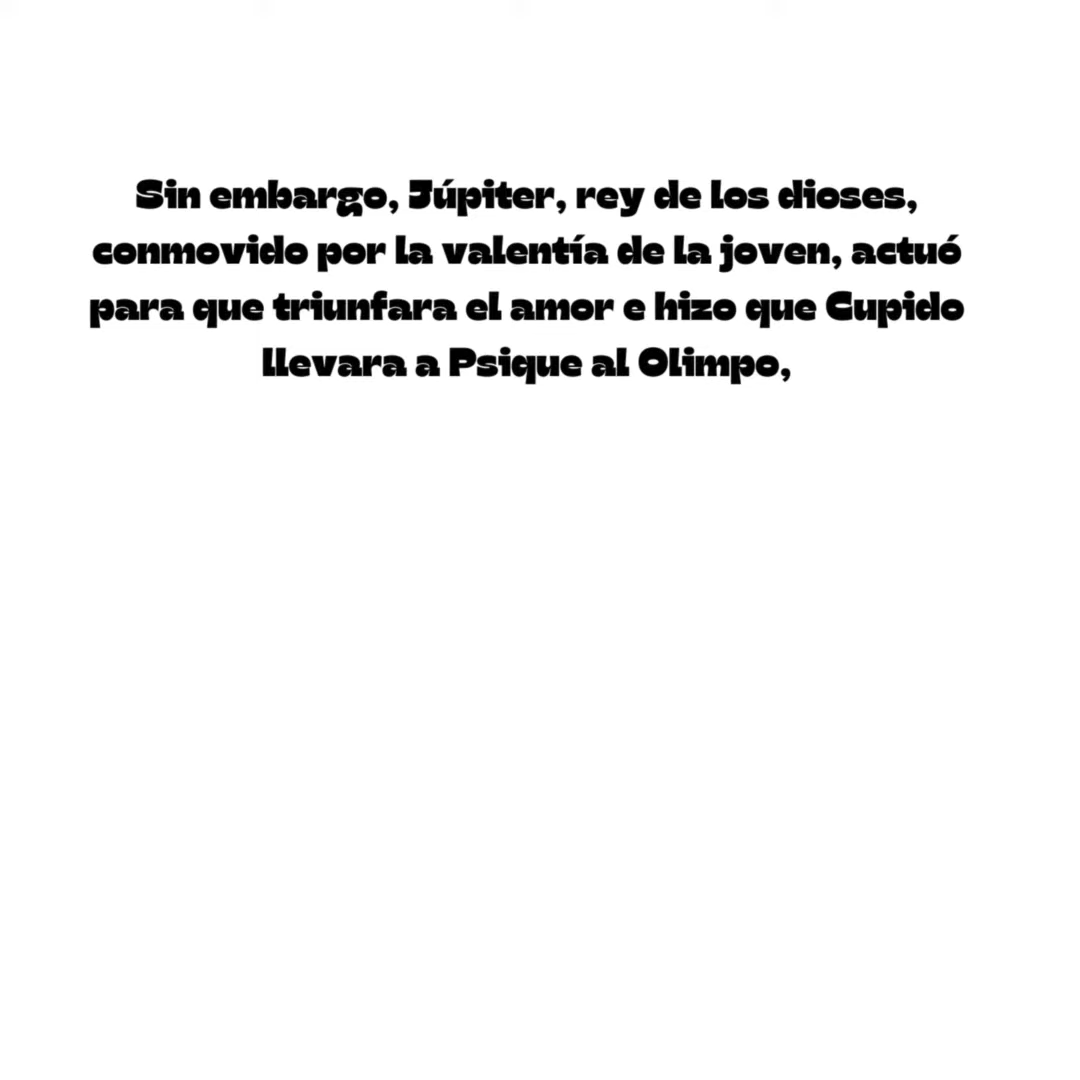 Sin embargo, Júpiter, rey de los dioses,
conmovido por la valentía de la joven, actuó
para que triunfara el amor e hizo que Cupido
llevara a Psique al Olimpo,